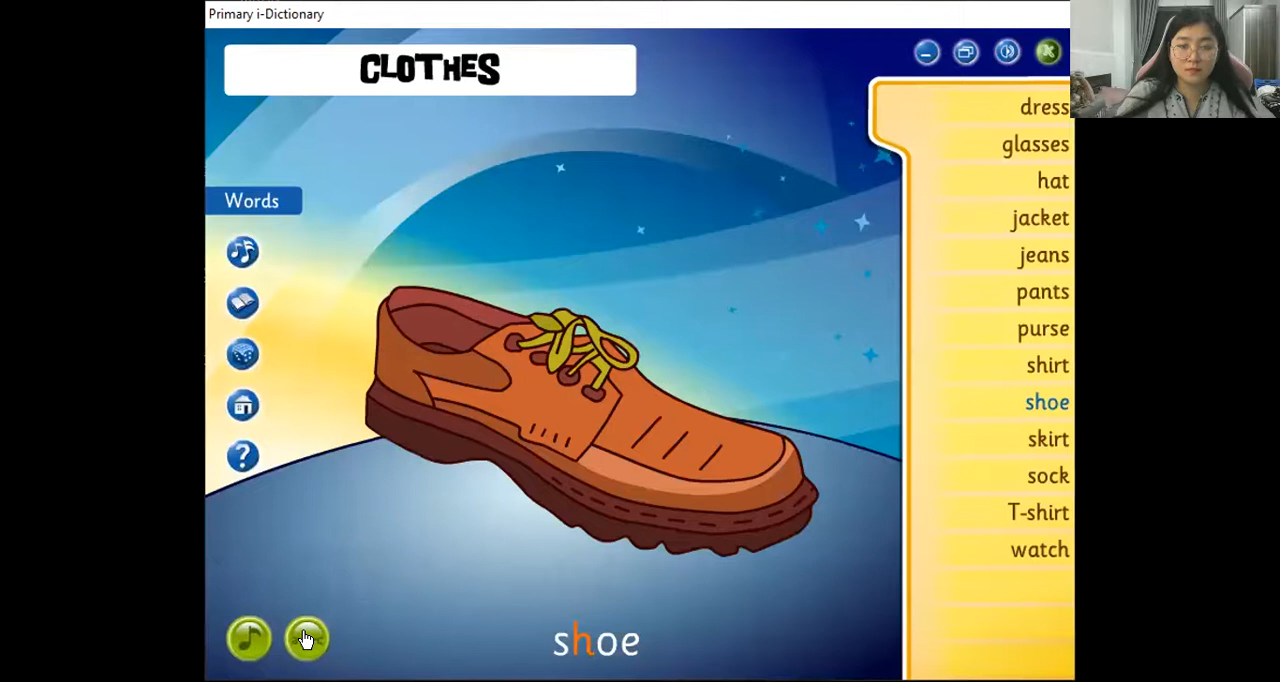 Primary i-Dictionary
CLOTHES
Words
dress
glasses
hat
jacket
jeans
pants
purse
shirt
shoe
skirt
sock
T-shirt
watch
shoe